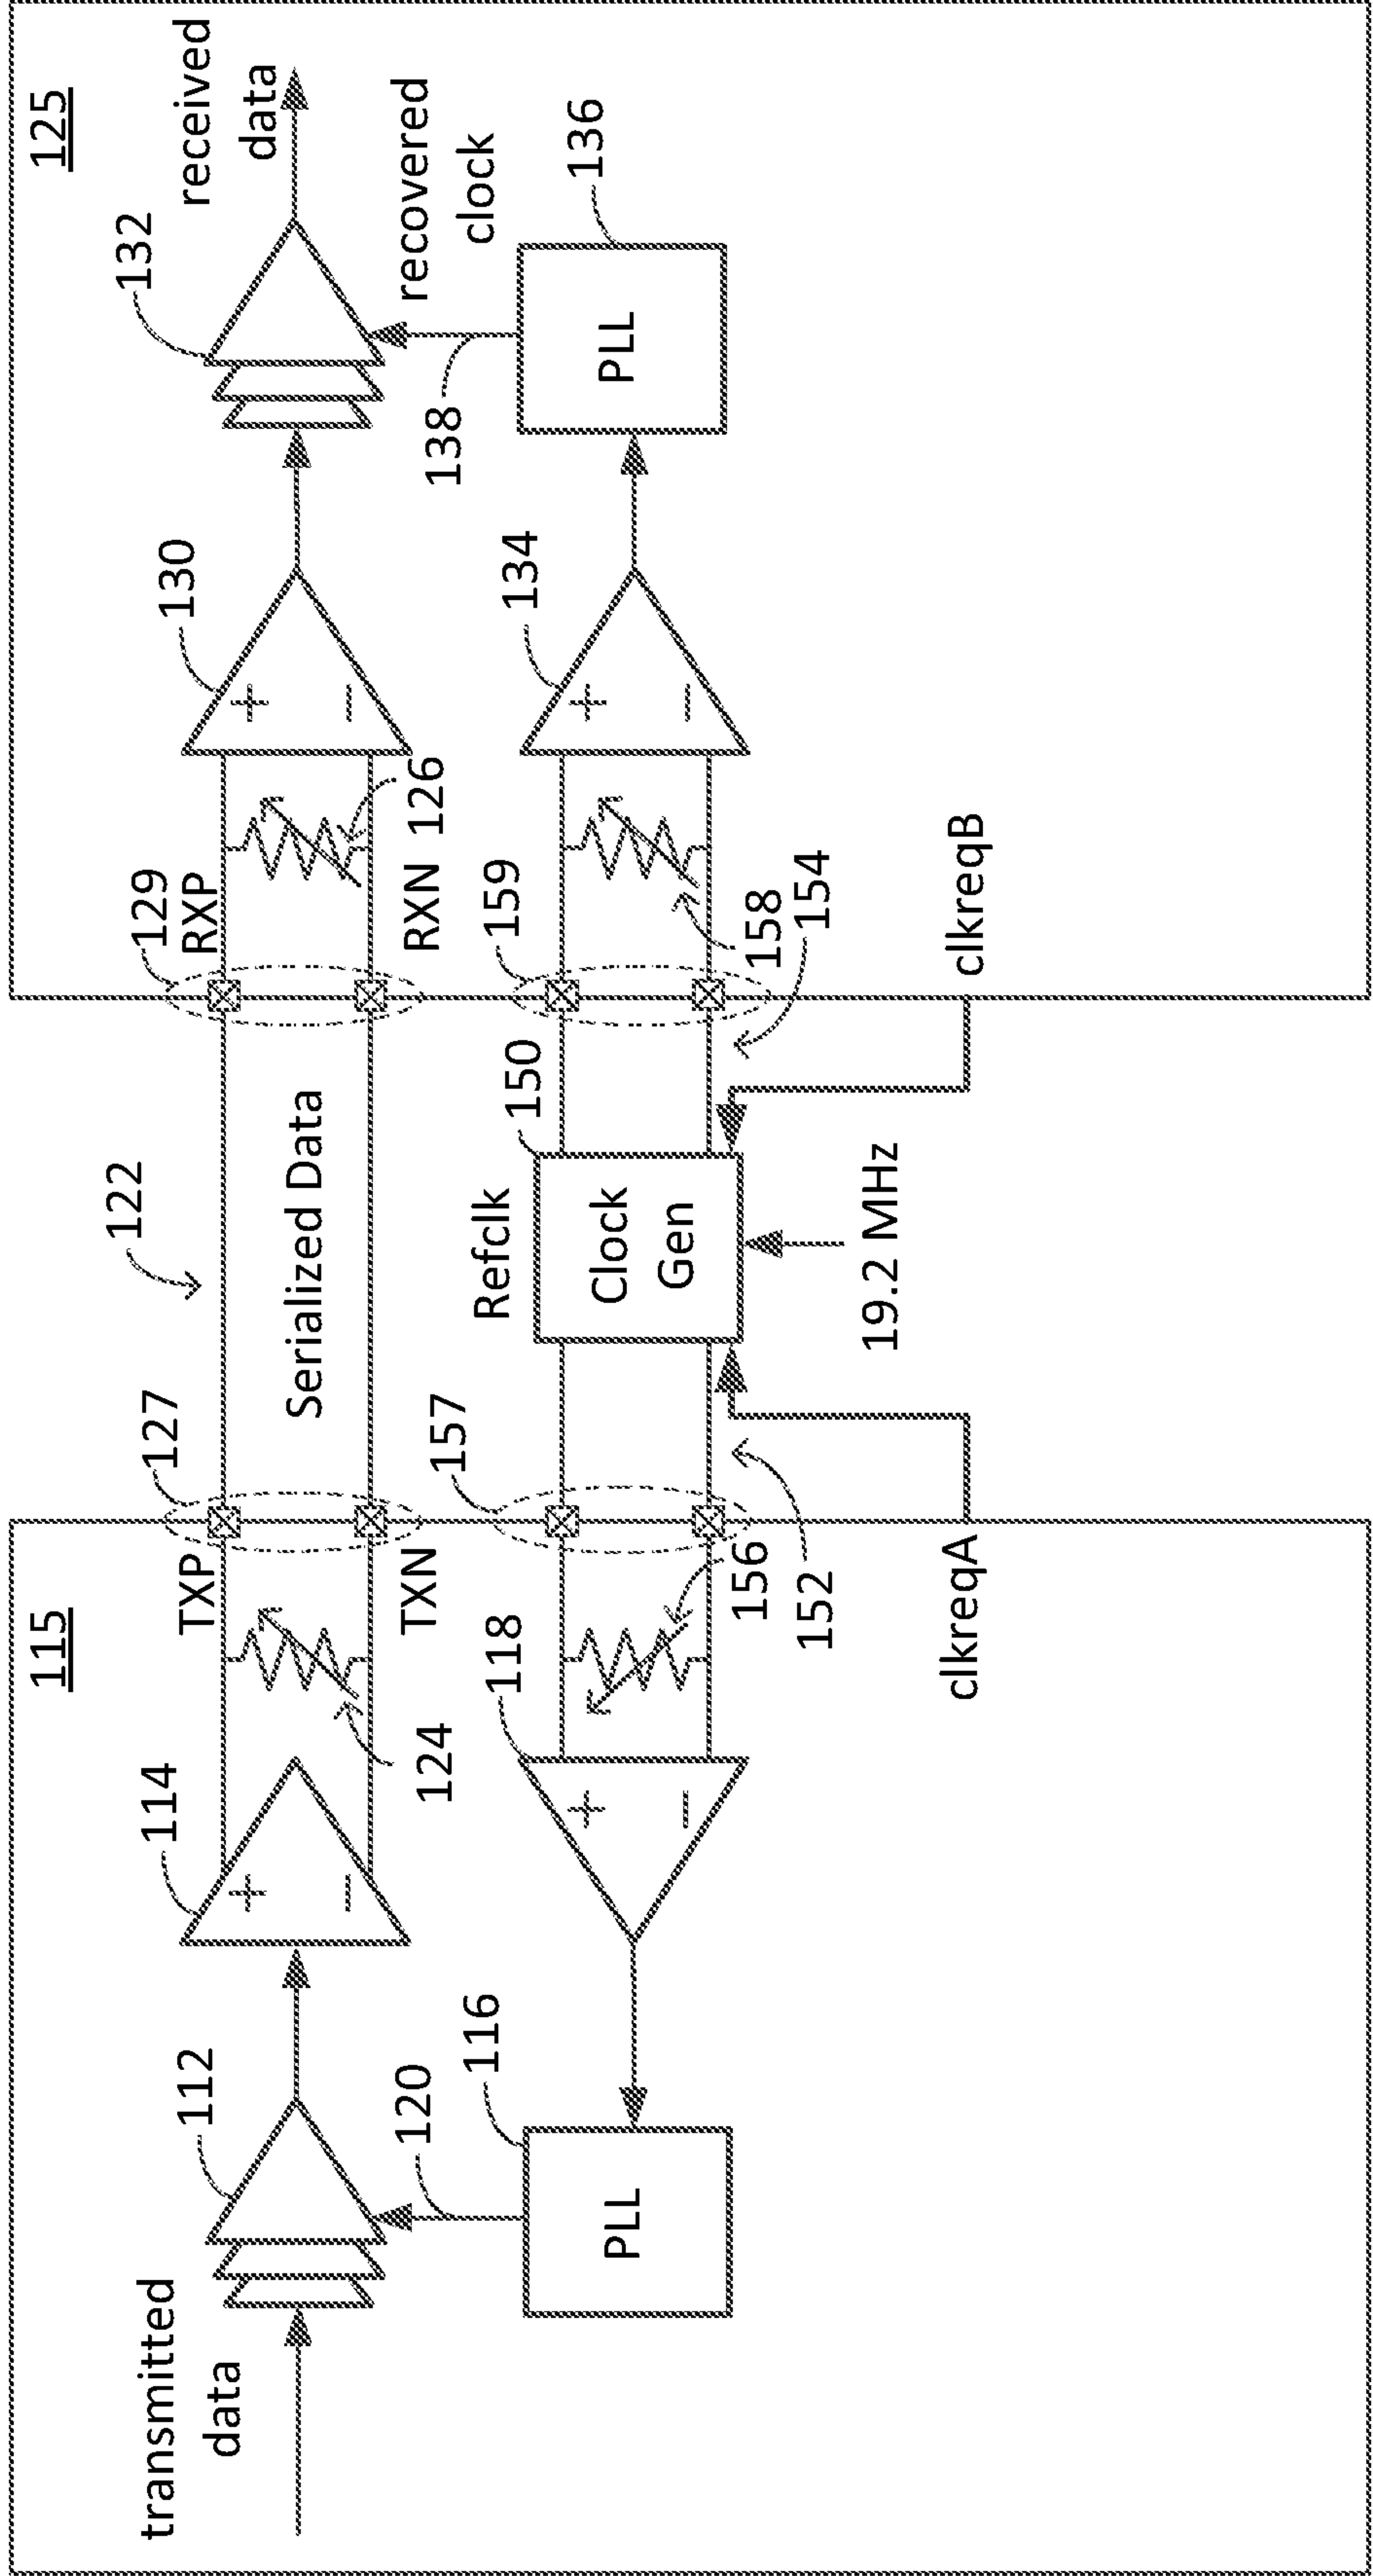 115
transmitted
data
112
114
TXP
127
122
Serialized Data
129
RXP
130
132
received
data
125
124
TXN
RXN
126
120
116
PLL
118
157
Refclk
150
Clock
Gen
159
134
138
recovered
clock
136
PLL
156
152
158
154
19.2 MHz
clkreqA
clkreqB